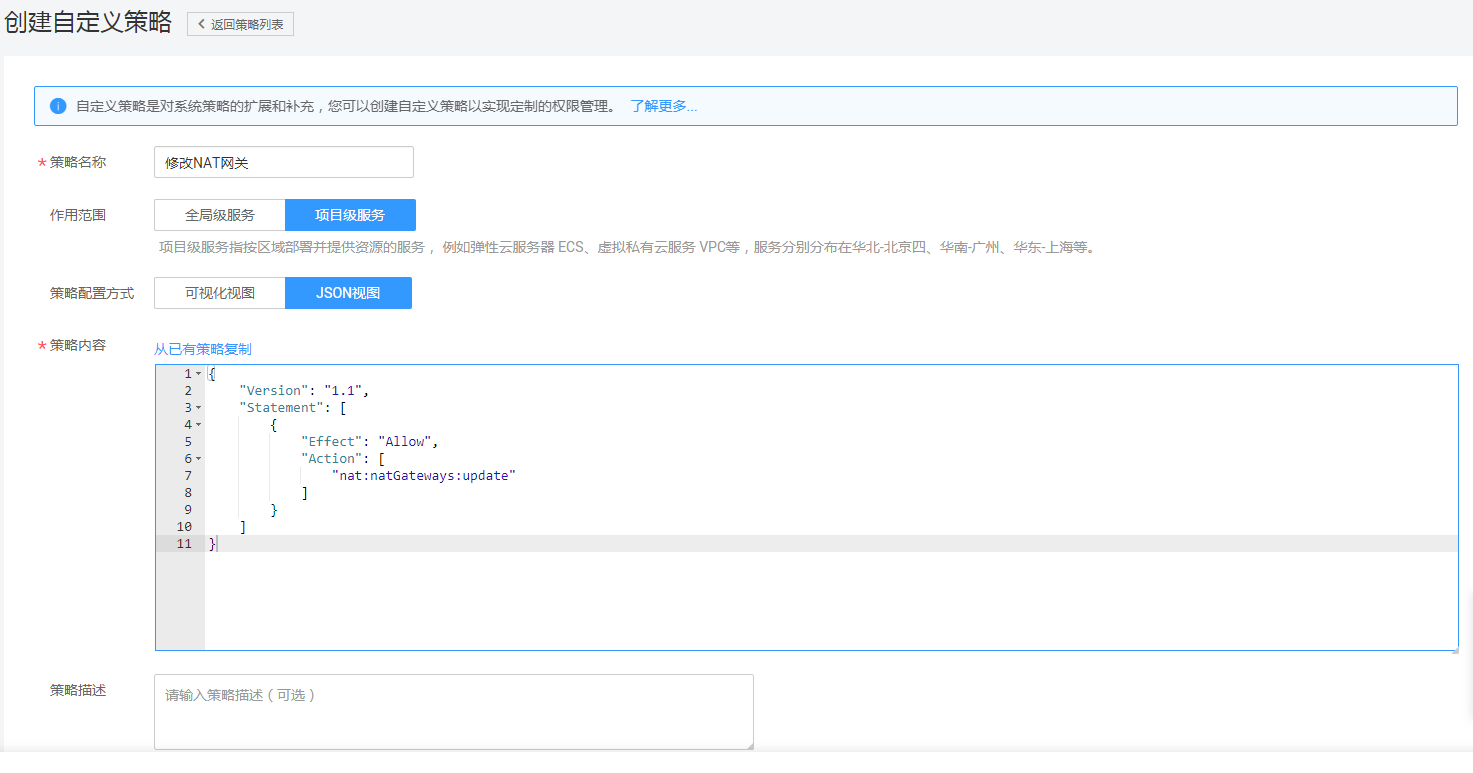 创建自定义策略 返回策略列表
自定义策略是对系统策略的扩展和补充，您可以创建自定义策略以实现定制的权限管理。 了解更多...
* 策略名称 修改NAT网关
作用范围 全局级服务 项目级服务
项目级服务指按区域部署并提供资源的服务，例如弹性云服务器 ECS、虚拟私有云服务 VPC等，服务分别分布在华北-北京四、华南-广州、华东-上海等。
策略配置方式 可视化视图 JSON视图
* 策略内容 从已有策略复制
1 {
2     "Version": "1.1",
3     "Statement": [
4         {
5             "Effect": "Allow",
6             "Action": [
7                 "nat:natGateways:update"
8             ]
9         }
10     ]
11 }
策略描述 请输入策略描述（可选）